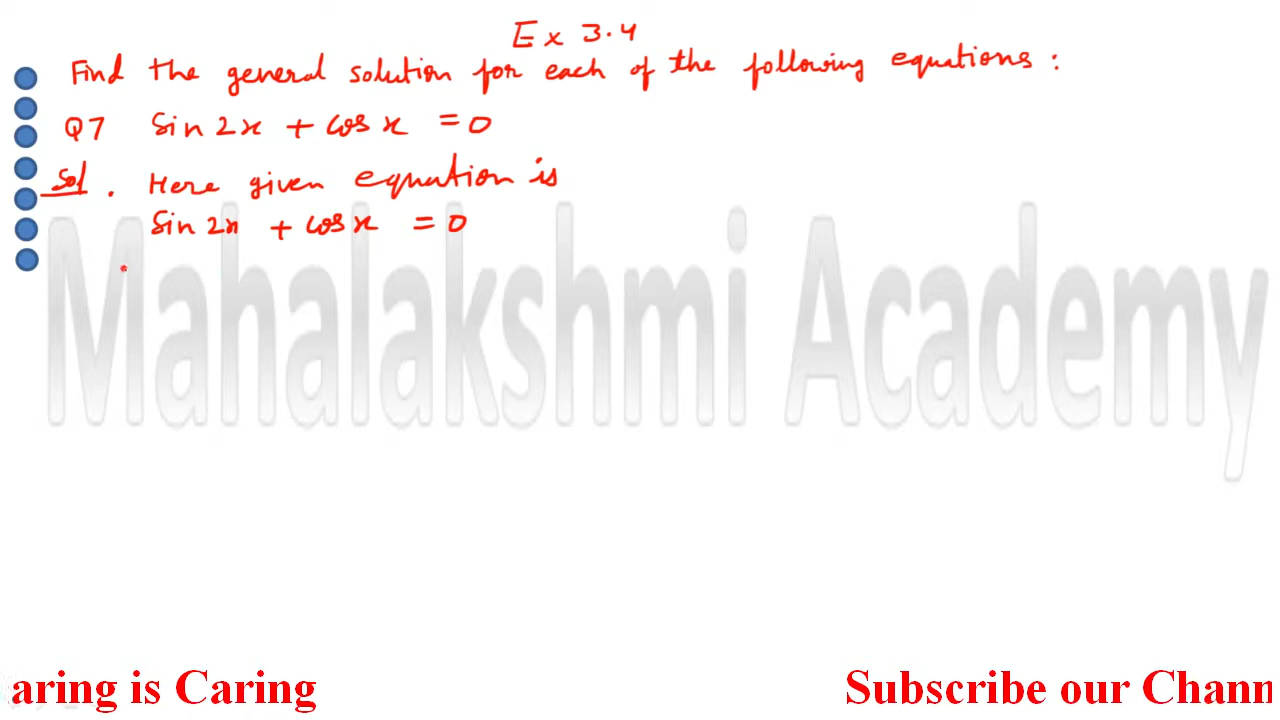 Ex 3.4
Find the general solution for each of the following equations :
Q7 Sin 2x + cos x = 0
Sol. Here given equation is
Sin 2x + cos x = 0
Mahalakshmi Academy
aring is Caring Subscribe our Chann